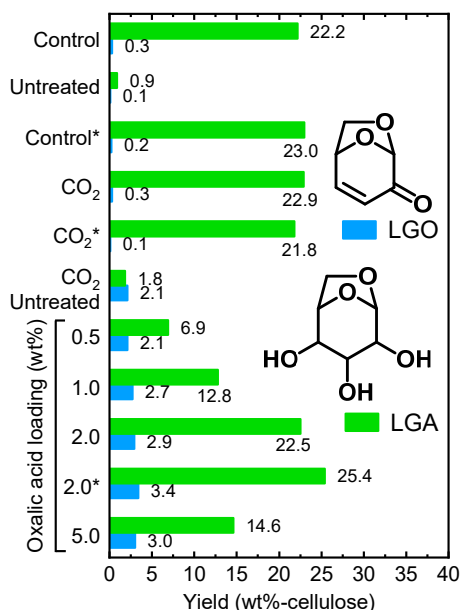 Control
22.2
0.3
Untreated
0.9
0.1
Control*
23.0
0.2
CO₂
22.9
0.3
CO₂*
21.8
0.1
CO₂
Untreated
1.8
2.1
Oxalic acid loading (wt%)
0.5
6.9
2.1
1.0
12.8
2.7
2.0
22.5
2.9
2.0*
25.4
3.4
5.0
14.6
3.0
O
O
O
LGO
O
O
HO
OH
OH
LGA
0 5 10 15 20 25 30 35 40
Yield (wt%-cellulose)